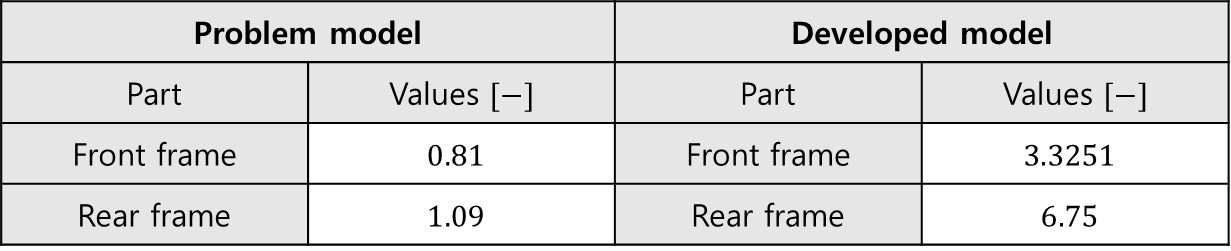 Problem model Developed model
Part Values [−] Part Values [−]
Front frame 0.81 Front frame 3.3251
Rear frame 1.09 Rear frame 6.75